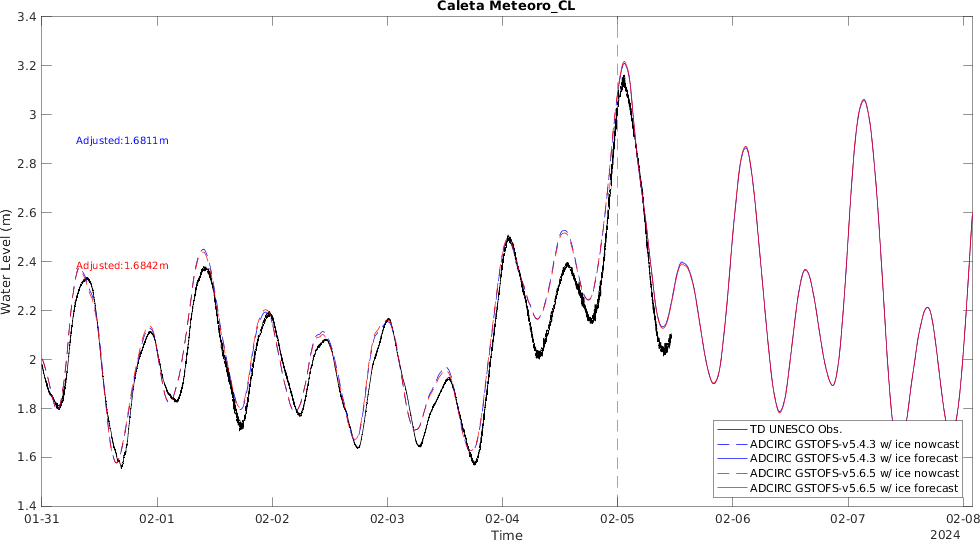 Caleta Meteoro_CL
3.4
3.2
3
2.8
2.6
2.4
2.2
2
1.8
1.6
1.4
Water Level (m)
Adjusted:1.6811m
Adjusted:1.6842m
TD UNESCO Obs.
ADCIRC GSTOFS-v5.4.3 w/ ice nowcast
ADCIRC GSTOFS-v5.4.3 w/ ice forecast
ADCIRC GSTOFS-v5.6.5 w/ ice nowcast
ADCIRC GSTOFS-v5.6.5 w/ ice forecast
01-31 02-01 02-02 02-03 02-04 02-05 02-06 02-07 02-08
Time
2024